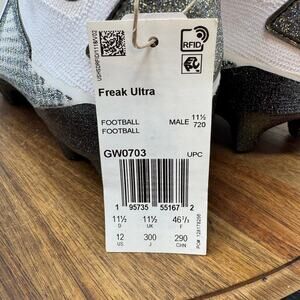 RFID
Freak Ultra
FOOTBALL MALE 11½
FOOTBALL 720
GW0703 UPC
1 95735 55167 2
11½ 11½ 46⅔
D UK F
12 300 290
US J CHN